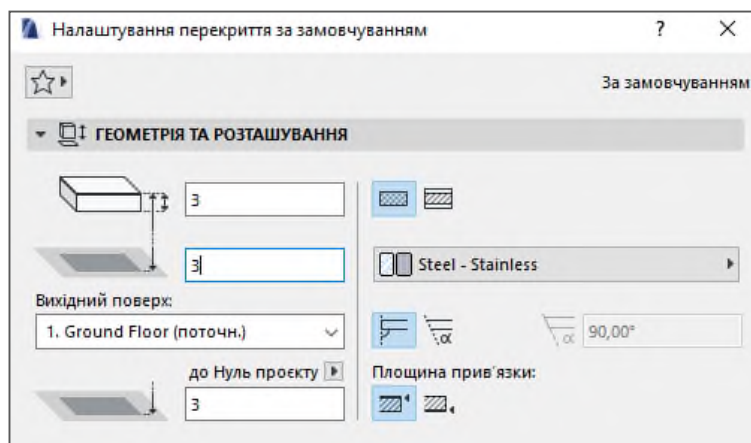 Налаштування перекриття за замовчуванням ? ×
За замовчуванням
ГЕОМЕТРІЯ ТА РОЗТАШУВАННЯ
3
3
Steel - Stainless
Вихідний поверх:
1. Ground Floor (поточн.)
α α 90,00°
до Нуль проєкту
Площина прив'язки:
3